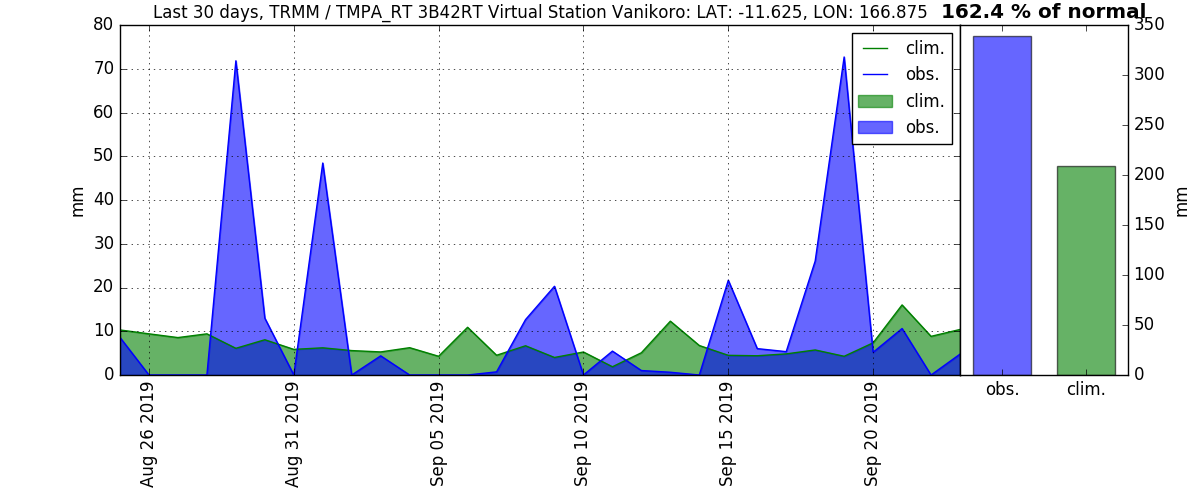 Last 30 days, TRMM / TMPA_RT 3B42RT Virtual Station Vanikoro: LAT: -11.625, LON: 166.875 162.4 % of normal
80
70
60
50
40
30
20
10
0
mm
clim.
obs.
clim.
obs.
Aug 26 2019
Aug 31 2019
Sep 05 2019
Sep 10 2019
Sep 15 2019
Sep 20 2019
350
300
250
200
150
100
50
0
mm
obs.
clim.